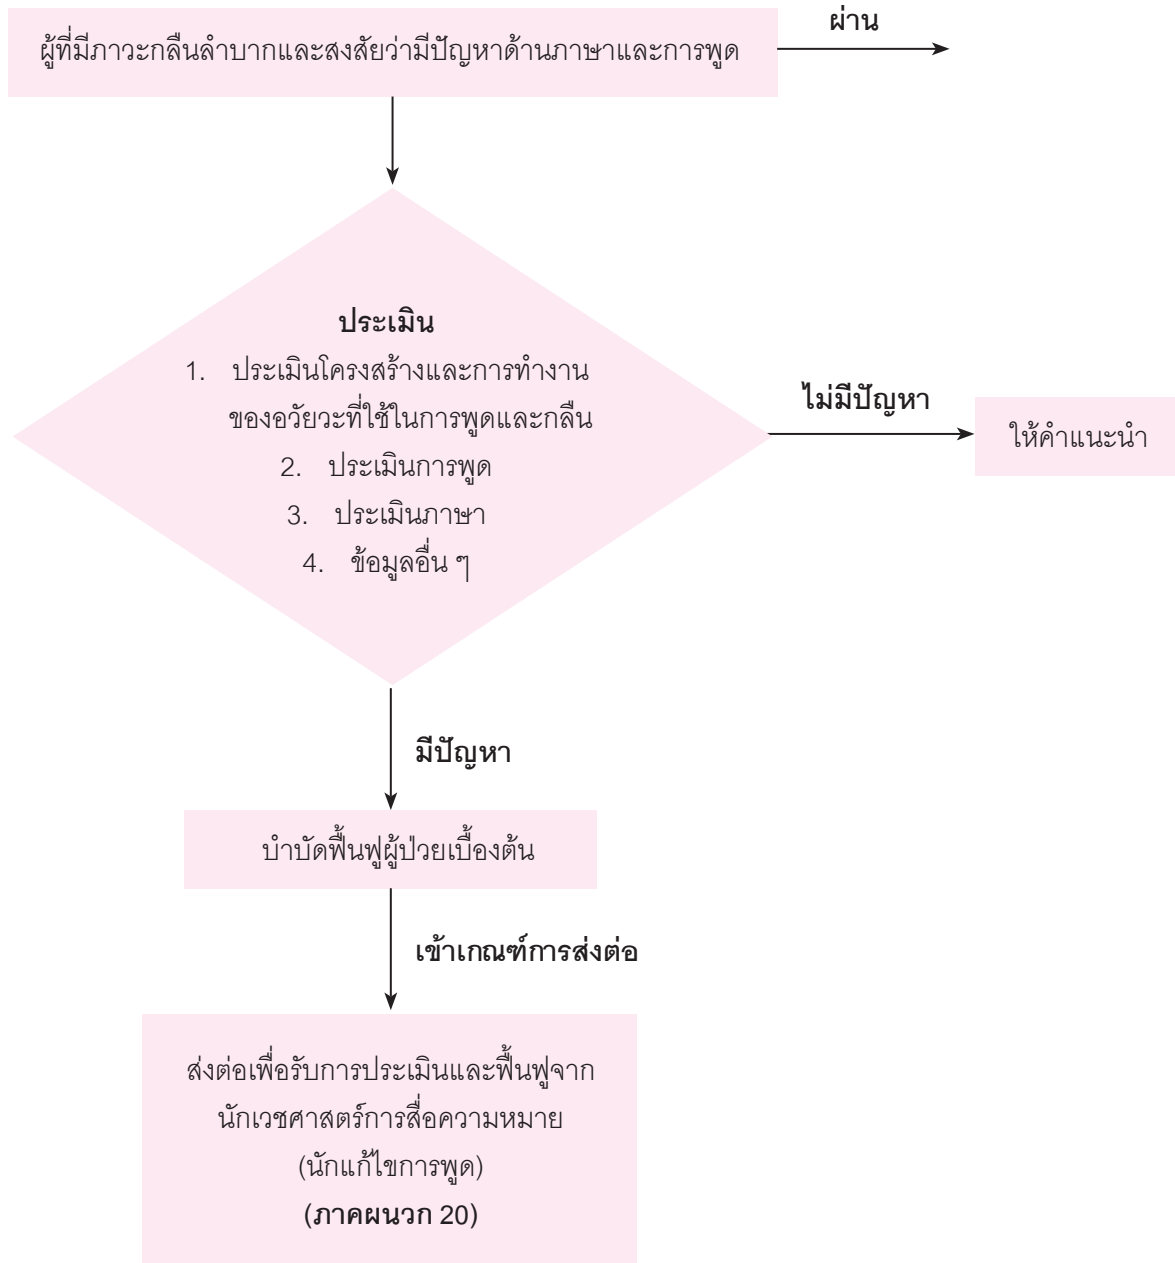 ผู้ที่มีภาวะกลืนลำบากและสงสัยว่ามีปัญหาด้านภาษาและการพูด
ผ่าน
ประเมิน
1. ประเมินโครงสร้างและการทำงาน
ของอวัยวะที่ใช้ในการพูดและกลืน
2. ประเมินการพูด
3. ประเมินภาษา
4. ข้อมูลอื่น ๆ
ไม่มีปัญหา
ให้คำแนะนำ
มีปัญหา
บำบัดฟื้นฟูผู้ป่วยเบื้องต้น
เข้าเกณฑ์การส่งต่อ
ส่งต่อเพื่อรับการประเมินและฟื้นฟูจาก
นักเวชศาสตร์การสื่อความหมาย
(นักแก้ไขการพูด)
(ภาคผนวก 20)